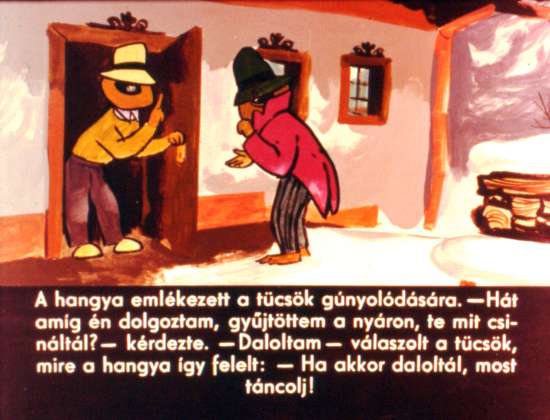 A hangya emlékezett a tücsök gúnyolódására. —Hát
amíg én dolgoztam, gyűjtöttem a nyáron, te mit csi-
náltál?— kérdezte. —Daloltam— válaszolt a tücsök,
mire a hangya így felelt: — Ha akkor daloltál, most
táncolj!